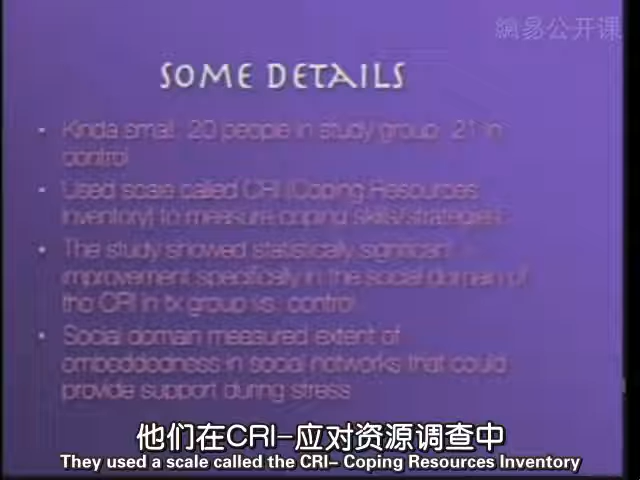 網易公开课
SOME DETAILS
• Kinda small: 20 people in study group, 21 in
control
• Used scale called CRI (Coping Resources
Inventory) to measure coping skills/strategies
• The study showed statistically significant
improvement specifically in the social domain of
the CRI in tx group vs. control
• Social domain measured extent of
embeddedness in social networks that could
provide support during stress
他们在CRI-应对资源调查中
They used a scale called the CRI- Coping Resources Inventory